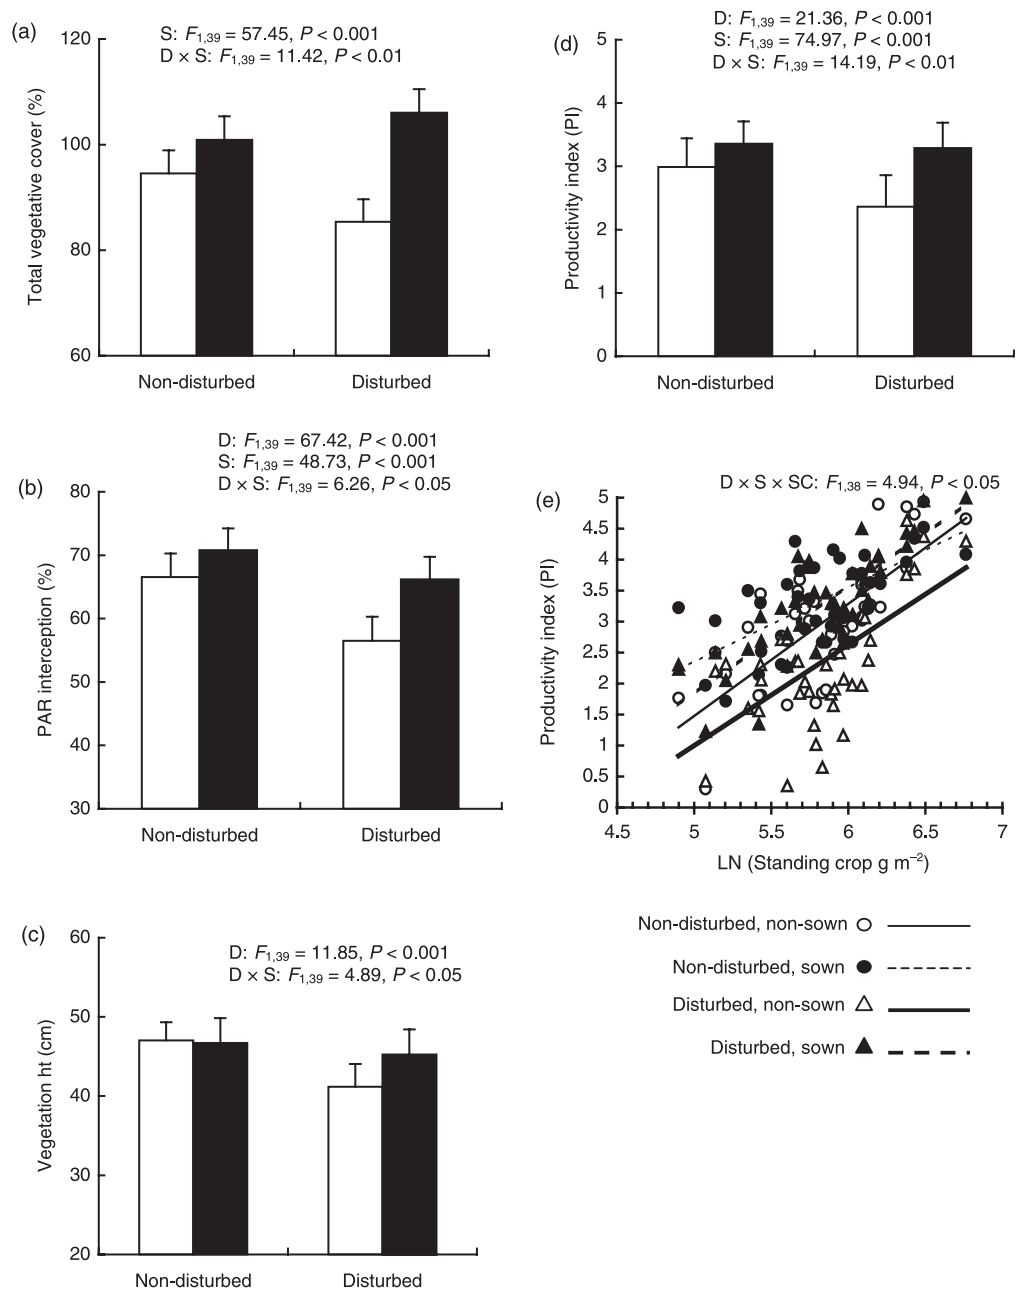 (a)
S: F1,39 = 57.45, P < 0.001
D × S: F1,39 = 11.42, P < 0.01
Total vegetative cover (%)
120
100
80
60
Non-disturbed
Disturbed
(b)
D: F1,39 = 67.42, P < 0.001
S: F1,39 = 48.73, P < 0.001
D × S: F1,39 = 6.26, P < 0.05
PAR interception (%)
80
70
60
50
40
30
Non-disturbed
Disturbed
(c)
D: F1,39 = 11.85, P < 0.001
D × S: F1,39 = 4.89, P < 0.05
Vegetation ht (cm)
60
50
40
30
20
Non-disturbed
Disturbed
(d)
D: F1,39 = 21.36, P < 0.001
S: F1,39 = 74.97, P < 0.001
D × S: F1,39 = 14.19, P < 0.01
Productivity index (PI)
5
4
3
2
1
0
Non-disturbed
Disturbed
(e)
D × S × SC: F1,38 = 4.94, P < 0.05
Productivity index (PI)
5
4.5
4
3.5
3
2.5
2
1.5
1
0.5
0
4.5
5
5.5
6
6.5
7
LN (Standing crop g m⁻²)
Non-disturbed, non-sown
Non-disturbed, sown
Disturbed, non-sown
Disturbed, sown